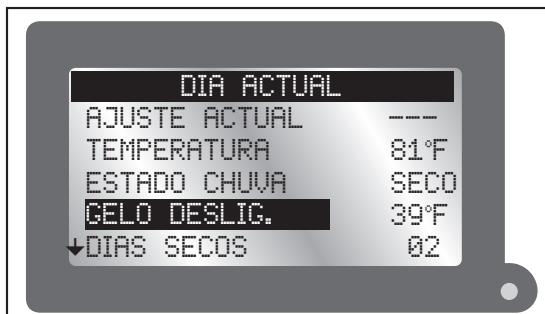 DIA ACTUAL
AJUSTE ACTUAL ---
TEMPERATURA 81°F
ESTADO CHUVA SECO
GELO DESLIG. 39°F
DIAS SECOS 02